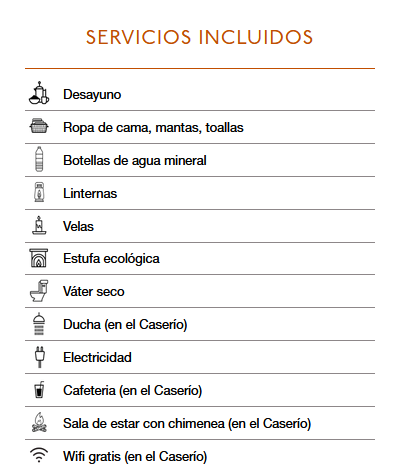 SERVICIOS INCLUIDOS
Desayuno
Ropa de cama, mantas, toallas
Botellas de agua mineral
Linternas
Velas
Estufa ecológica
Váter seco
Ducha (en el Caserío)
Electricidad
Cafeteria (en el Caserío)
Sala de estar con chimenea (en el Caserío)
Wifi gratis (en el Caserío)